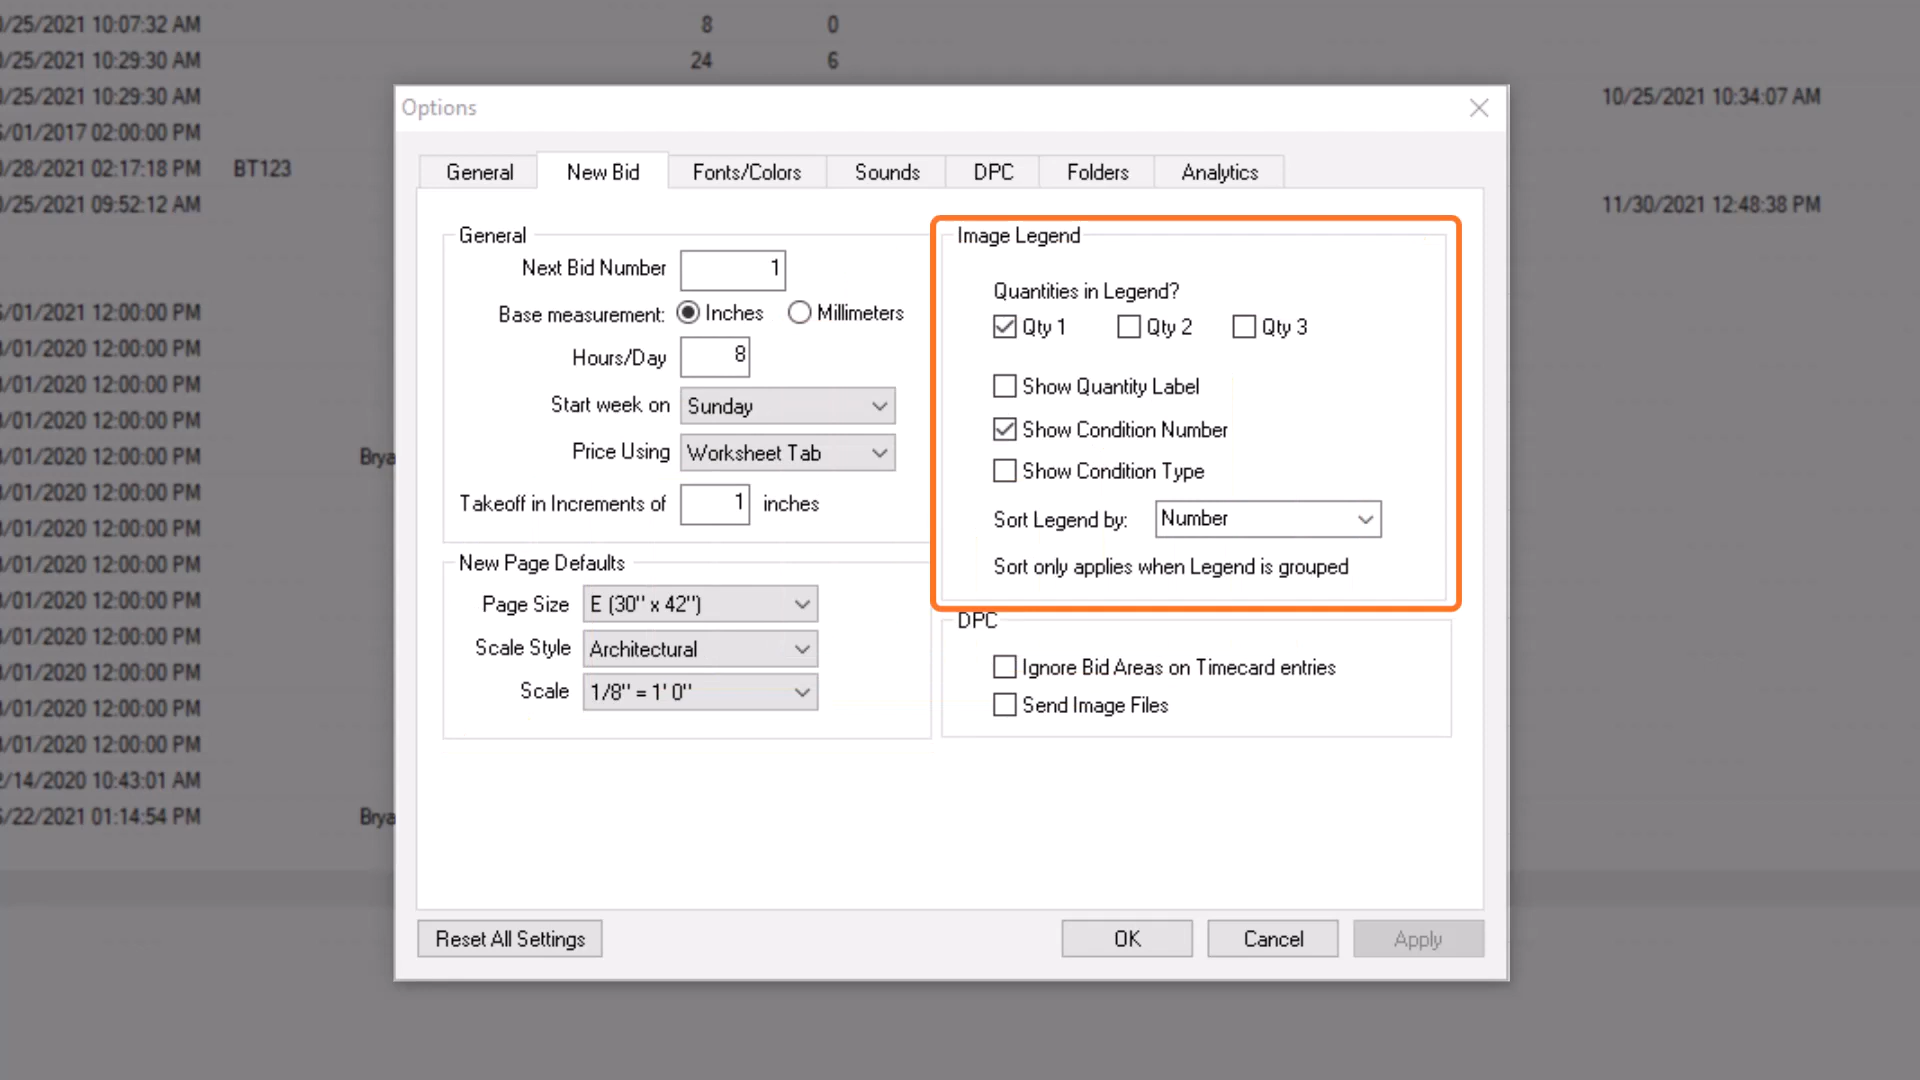 /25/2021 10:07:32 AM 8 0
/25/2021 10:29:30 AM 24 6
/25/2021 10:29:30 AM 10/25/2021 10:34:07 AM
/01/2017 02:00:00 PM
/28/2021 02:17:18 PM BT123
/25/2021 09:52:12 AM 11/30/2021 12:48:38 PM
/01/2021 12:00:00 PM
/01/2020 12:00:00 PM
/01/2020 12:00:00 PM
/01/2020 12:00:00 PM
/01/2020 12:00:00 PM Brya
/01/2020 12:00:00 PM
/01/2020 12:00:00 PM
/01/2020 12:00:00 PM
/01/2020 12:00:00 PM
/01/2020 12:00:00 PM
/01/2020 12:00:00 PM
/01/2020 12:00:00 PM
/01/2020 12:00:00 PM
/14/2020 10:43:01 AM
/22/2021 01:14:54 PM Brya
Options
General New Bid Fonts/Colors Sounds DPC Folders Analytics
General
Next Bid Number 1
Base measurement: Inches Millimeters
Hours/Day 8
Start week on Sunday
Price Using Worksheet Tab
Takeoff in Increments of 1 inches
New Page Defaults
Page Size E (30" x 42")
Scale Style Architectural
Scale 1/8" = 1' 0"
Image Legend
Quantities in Legend?
Qty 1 Qty 2 Qty 3
Show Quantity Label
Show Condition Number
Show Condition Type
Sort Legend by: Number
Sort only applies when Legend is grouped
DPC
Ignore Bid Areas on Timecard entries
Send Image Files
Reset All Settings OK Cancel Apply